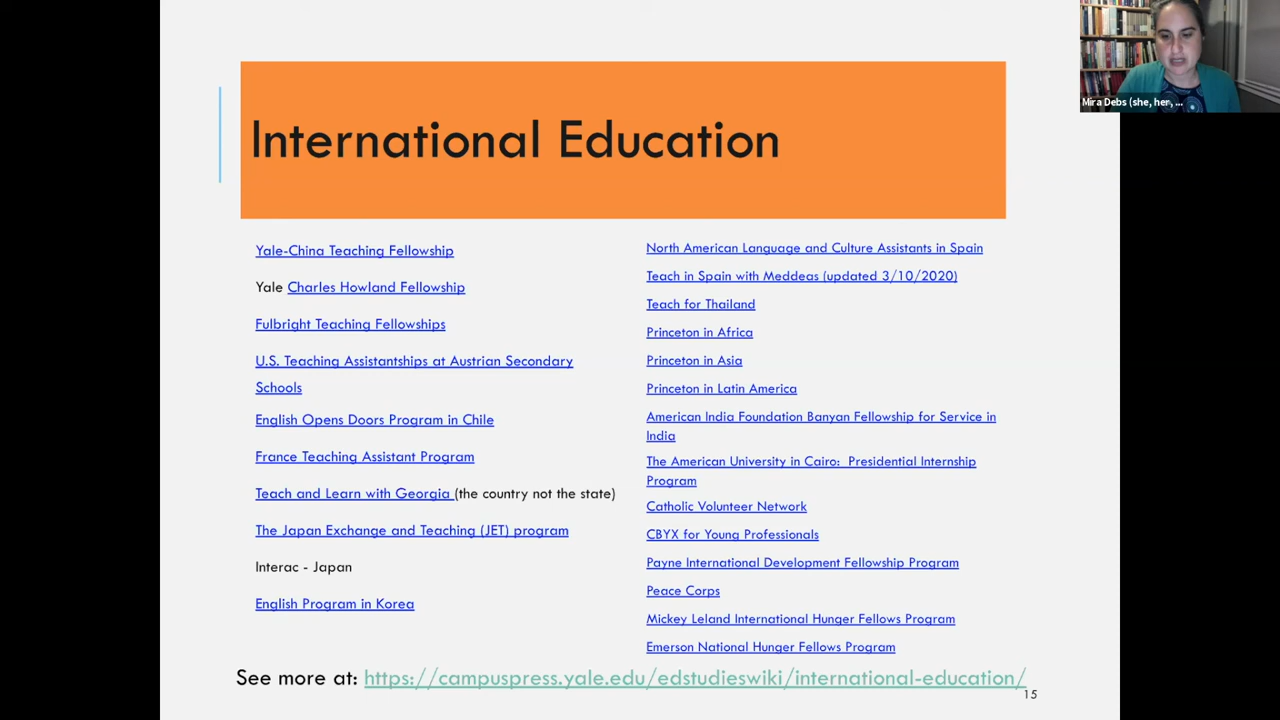 International Education
Yale-China Teaching Fellowship
Yale Charles Howland Fellowship
Fulbright Teaching Fellowships
U.S. Teaching Assistantships at Austrian Secondary
Schools
English Opens Doors Program in Chile
France Teaching Assistant Program
Teach and Learn with Georgia (the country not the state)
The Japan Exchange and Teaching (JET) program
Interac - Japan
English Program in Korea
North American Language and Culture Assistants in Spain
Teach in Spain with Meddeas (updated 3/10/2020)
Teach for Thailand
Princeton in Africa
Princeton in Asia
Princeton in Latin America
American India Foundation Banyan Fellowship for Service in
India
The American University in Cairo: Presidential Internship
Program
Catholic Volunteer Network
CBYX for Young Professionals
Payne International Development Fellowship Program
Peace Corps
Mickey Leland International Hunger Fellows Program
Emerson National Hunger Fellows Program
See more at: https://campuspress.yale.edu/edstudieswiki/international-education/
15
Mira Debs (she, her, ...